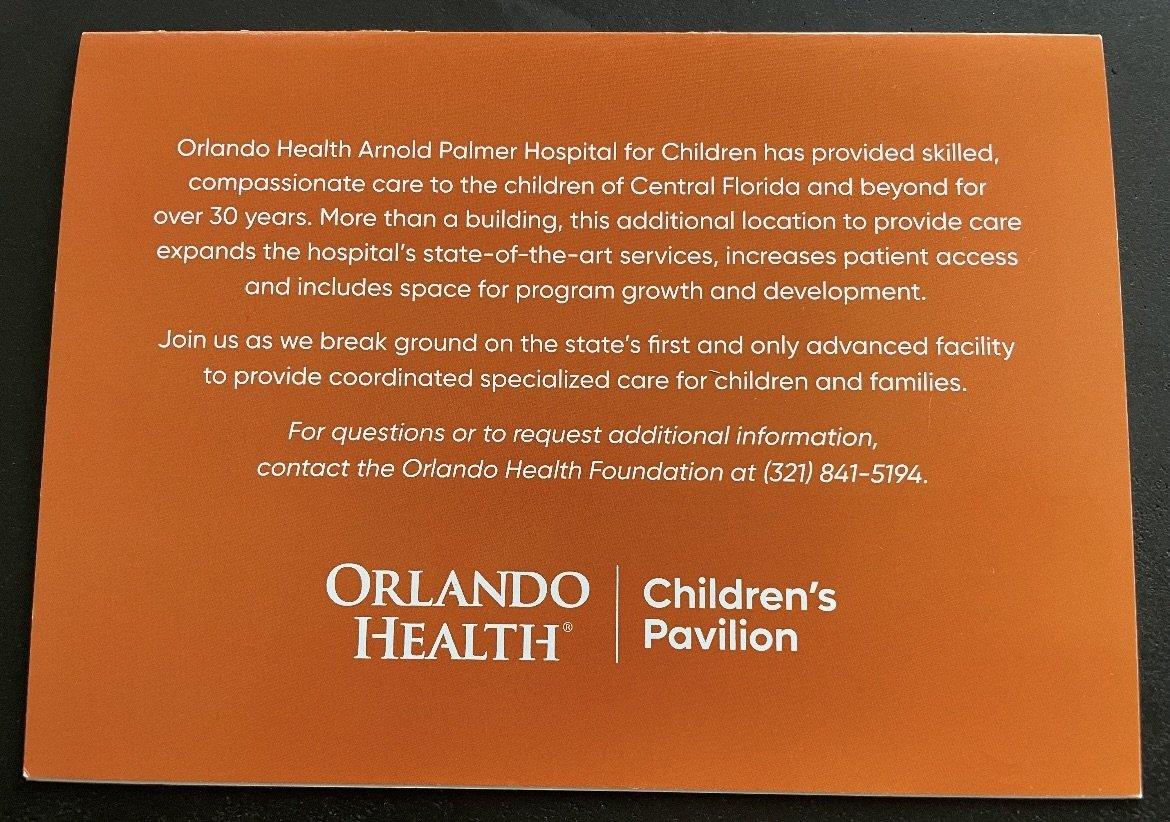 Orlando Health Arnold Palmer Hospital for Children has provided skilled,
compassionate care to the children of Central Florida and beyond for
over 30 years. More than a building, this additional location to provide care
expands the hospital's state-of-the-art services, increases patient access
and includes space for program growth and development.
Join us as we break ground on the state's first and only advanced facility
to provide coordinated specialized care for children and families.
For questions or to request additional information,
contact the Orlando Health Foundation at (321) 841-5194.
ORLANDO
HEALTH®
Children's
Pavilion